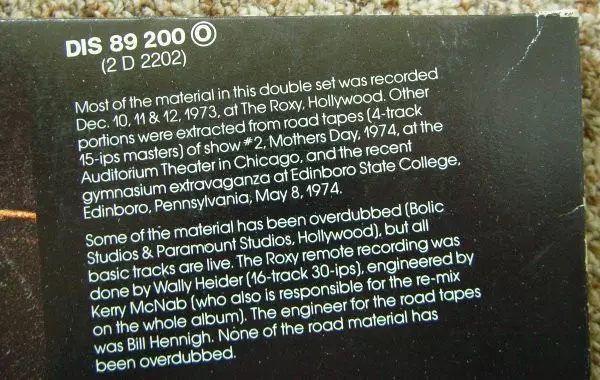 DIS 89 200 O
(2 D 2202)
Most of the material in this double set was recorded
Dec. 10, 11 & 12, 1973, at The Roxy, Hollywood. Other
portions were extracted from road tapes (4-track
15-ips masters) of show #2, Mothers Day, 1974, at the
Auditorium Theater in Chicago, and the recent
gymnasium extravaganza at Edinboro State College,
Edinboro, Pennsylvania, May 8, 1974.
Some of the material has been overdubbed (Bolic
Studios & Paramount Studios, Hollywood), but all
basic tracks are live. The Roxy remote recording was
done by Wally Heider (16-track 30-ips), engineered by
Kerry McNab (who also is responsible for the re-mix
on the whole album). The engineer for the road tapes
was Bill Hennigh. None of the road material has
been overdubbed.